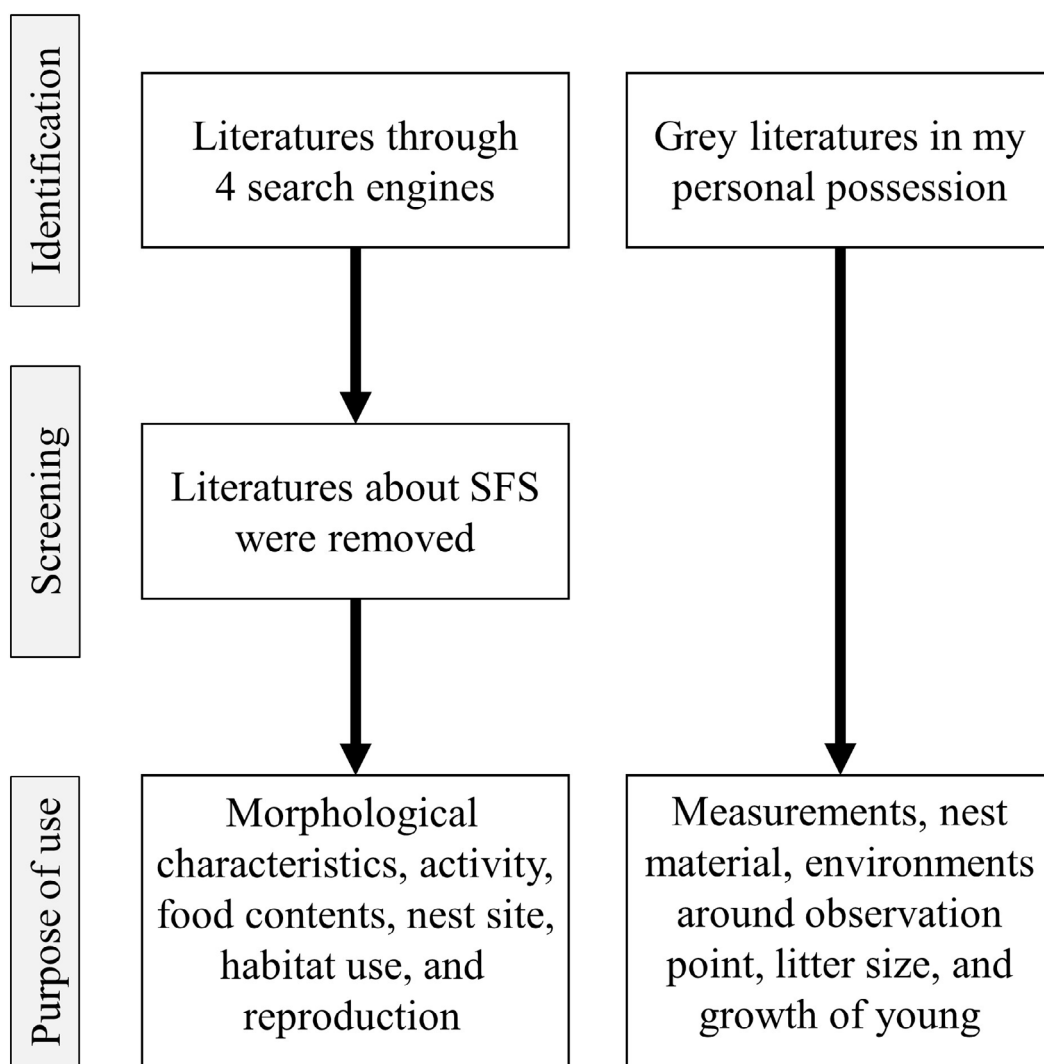 Identification
Literatures through
4 search engines
Grey literatures in my
personal possession
Screening
Literatures about SFS
were removed
Purpose of use
Morphological
characteristics, activity,
food contents, nest site,
habitat use, and
reproduction
Measurements, nest
material, environments
around observation
point, litter size, and
growth of young